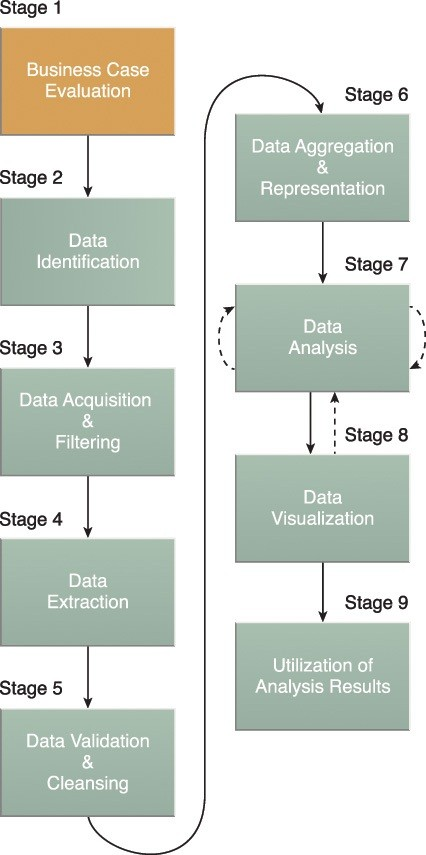 Stage 1
Business Case
Evaluation
Stage 2
Data
Identification
Stage 3
Data Acquisition
&
Filtering
Stage 4
Data
Extraction
Stage 5
Data Validation
&
Cleansing
Stage 6
Data Aggregation
&
Representation
Stage 7
Data
Analysis
Stage 8
Data
Visualization
Stage 9
Utilization of
Analysis Results